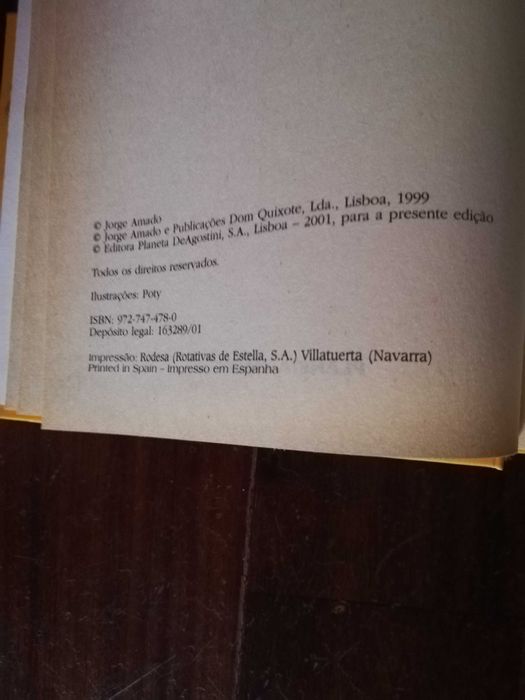 © Jorge Amado
© Jorge Amado e Publicações Dom Quixote, Lda., Lisboa, 1999
© Editora Planeta DeAgostini, S.A., Lisboa – 2001, para a presente edição
Todos os direitos reservados.
Ilustrações: Poty
ISBN: 972-747-478-0
Depósito legal: 163289/01
Impressão: Rodesa (Rotativas de Estella, S.A.) Villatuerta (Navarra)
Printed in Spain – Impresso em Espanha